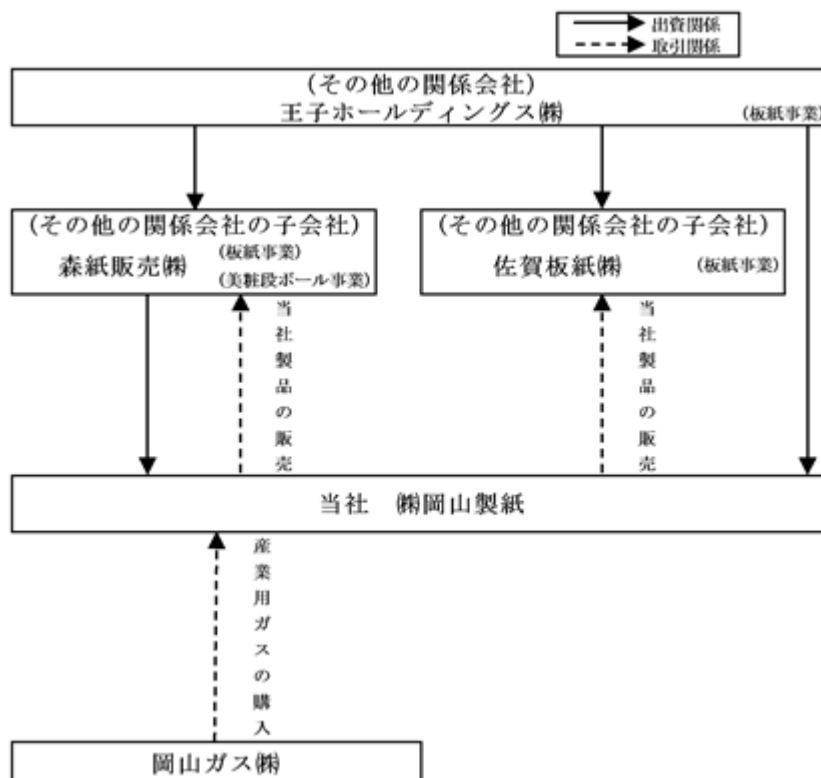 出資関係
取引関係
(その他の関係会社)
王子ホールディングス㈱
(板紙事業)
(その他の関係会社の子会社)
森紙販売㈱
(板紙事業)
(美粧段ボール事業)
(その他の関係会社の子会社)
佐賀板紙㈱
(板紙事業)
当社製品の販売
当社製品の販売
当社 ㈱岡山製紙
産業用ガスの購入
岡山ガス㈱